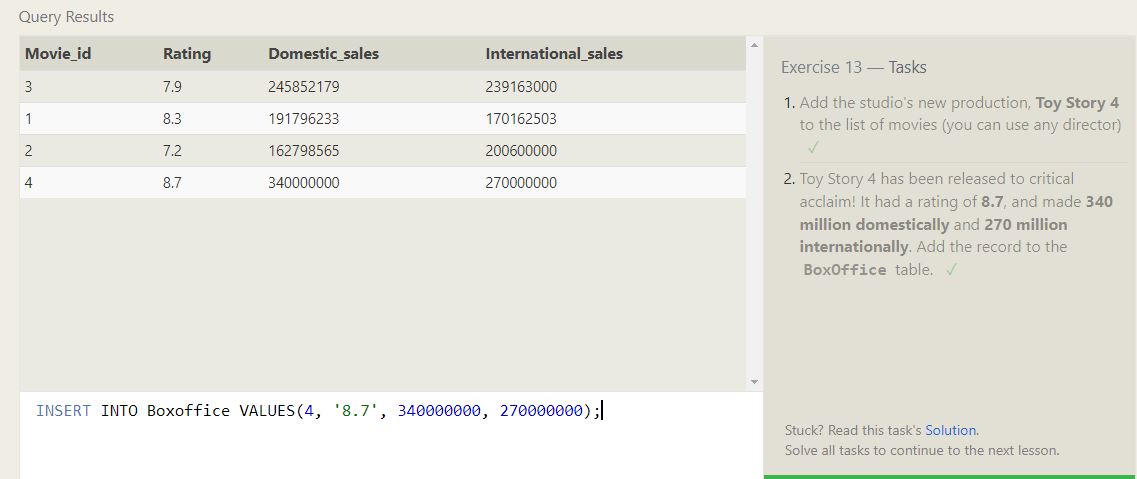 Query Results
Movie_id Rating Domestic_sales International_sales
3 7.9 245852179 239163000
1 8.3 191796233 170162503
2 7.2 162798565 200600000
4 8.7 340000000 270000000
INSERT INTO Boxoffice VALUES(4, '8.7', 340000000, 270000000);
Exercise 13 — Tasks
1. Add the studio's new production, Toy Story 4
to the list of movies (you can use any director)
✓
2. Toy Story 4 has been released to critical
acclaim! It had a rating of 8.7, and made 340
million domestically and 270 million
internationally. Add the record to the
BoxOffice table. ✓
Stuck? Read this task's Solution.
Solve all tasks to continue to the next lesson.